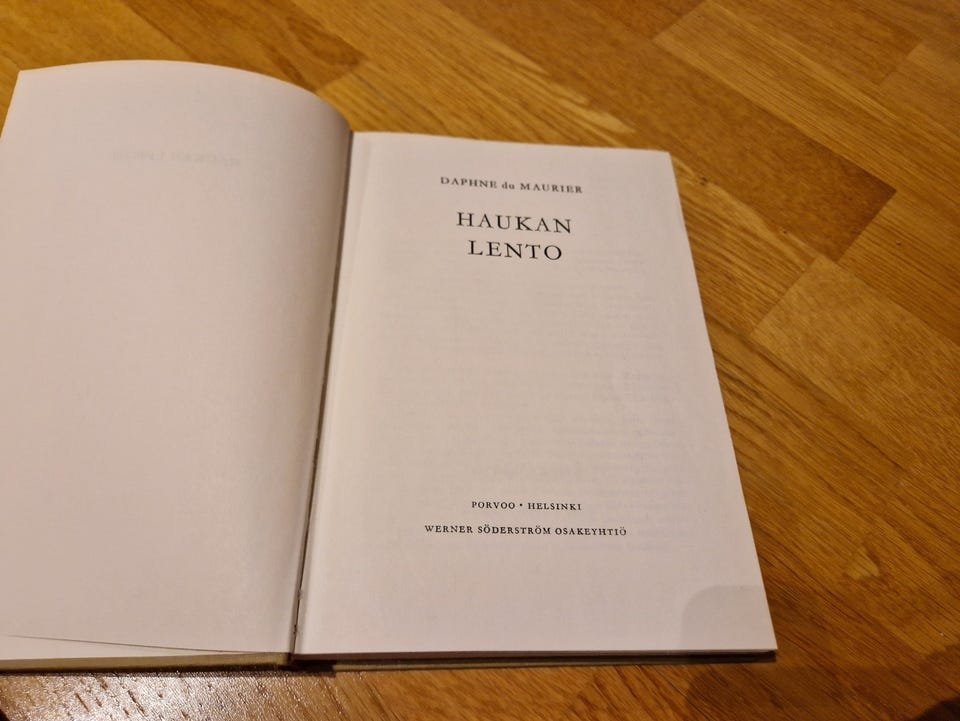 DAPHNE du MAURIER
HAUKAN
LENTO
PORVOO • HELSINKI
WERNER SÖDERSTRÖM OSAKEYHTIÖ